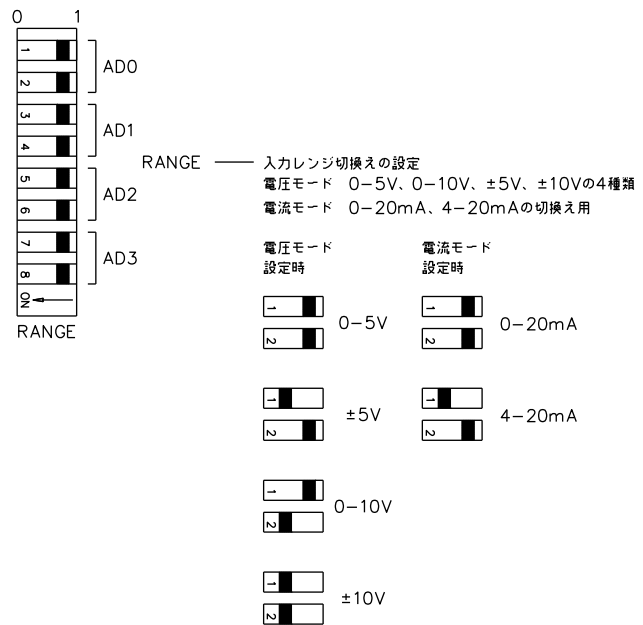 0 1
1
2
AD0
3
4
AD1
5
6
AD2
7
8
AD3
ON
RANGE
RANGE 入力レンジ切換えの設定
電圧モード 0−5V、0−10V、±5V、±10Vの4種類
電流モード 0−20mA、4−20mAの切換え用
電圧モード
設定時
1
2
0−5V
1
2
±5V
1
2
0−10V
1
2
±10V
電流モード
設定時
1
2
0−20mA
1
2
4−20mA